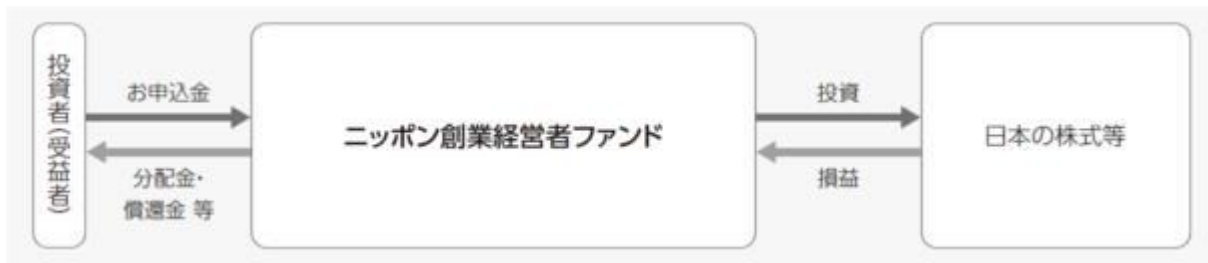 投資者(受益者)
お申込金
分配金・
償還金 等
ニッポン創業経営者ファンド
投資
損益
日本の株式等